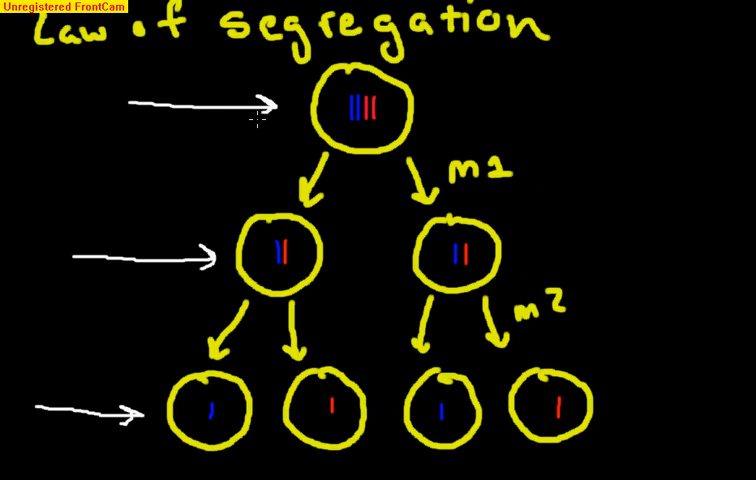 Unregistered FrontCam
Law of segregation
m1
m2